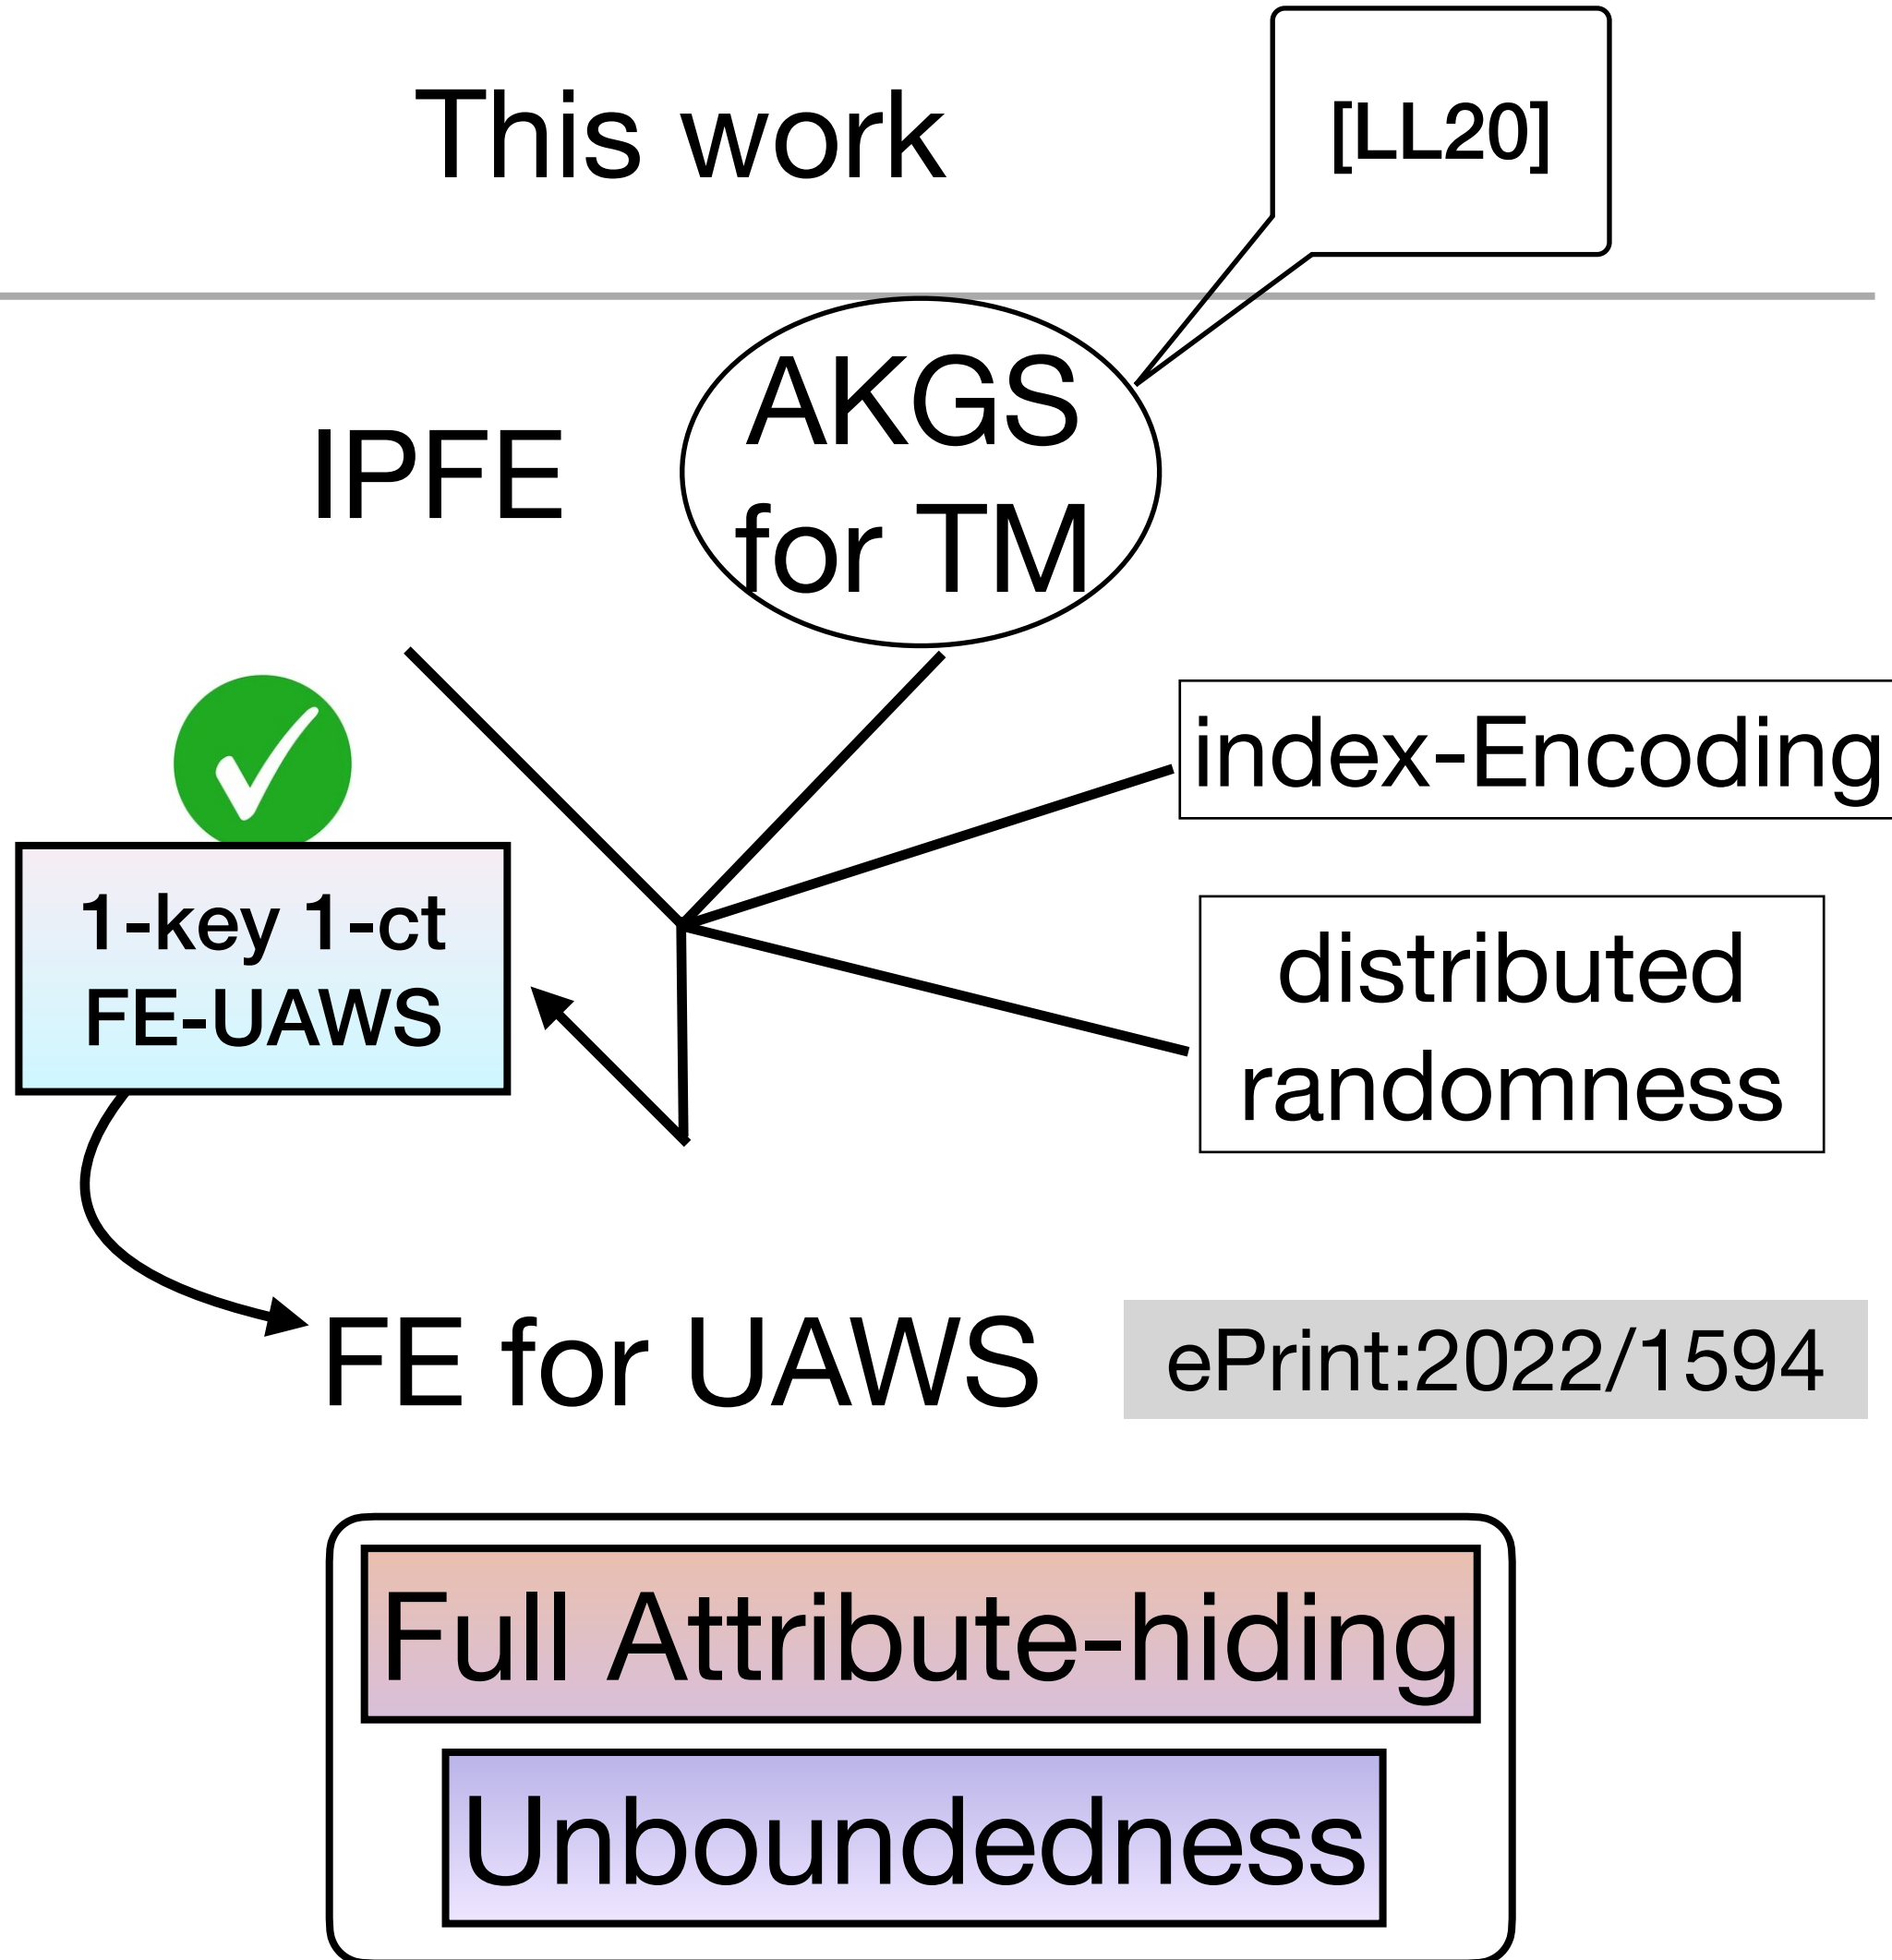 This work
[LL20]
IPFE
AKGS
for TM
index-Encoding
1-key 1-ct
FE-UAWS
distributed
randomness
FE for UAWS
ePrint:2022/1594
Full Attribute-hiding
Unboundedness